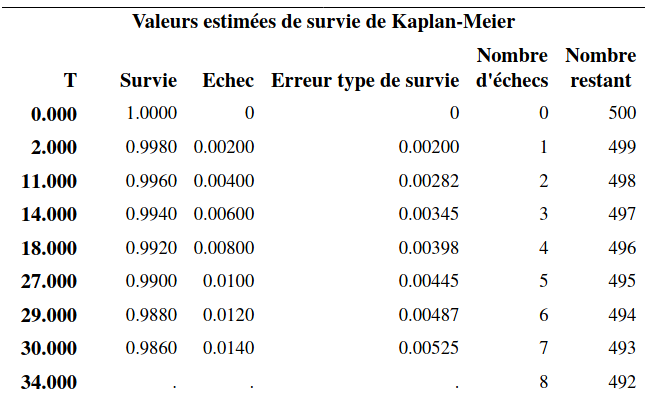 Valeurs estimées de survie de Kaplan-Meier
Nombre Nombre
T Survie Echec Erreur type de survie d'échecs restant
0.000 1.0000 0 0 0 500
2.000 0.9980 0.00200 0.00200 1 499
11.000 0.9960 0.00400 0.00282 2 498
14.000 0.9940 0.00600 0.00345 3 497
18.000 0.9920 0.00800 0.00398 4 496
27.000 0.9900 0.0100 0.00445 5 495
29.000 0.9880 0.0120 0.00487 6 494
30.000 0.9860 0.0140 0.00525 7 493
34.000 . . . 8 492